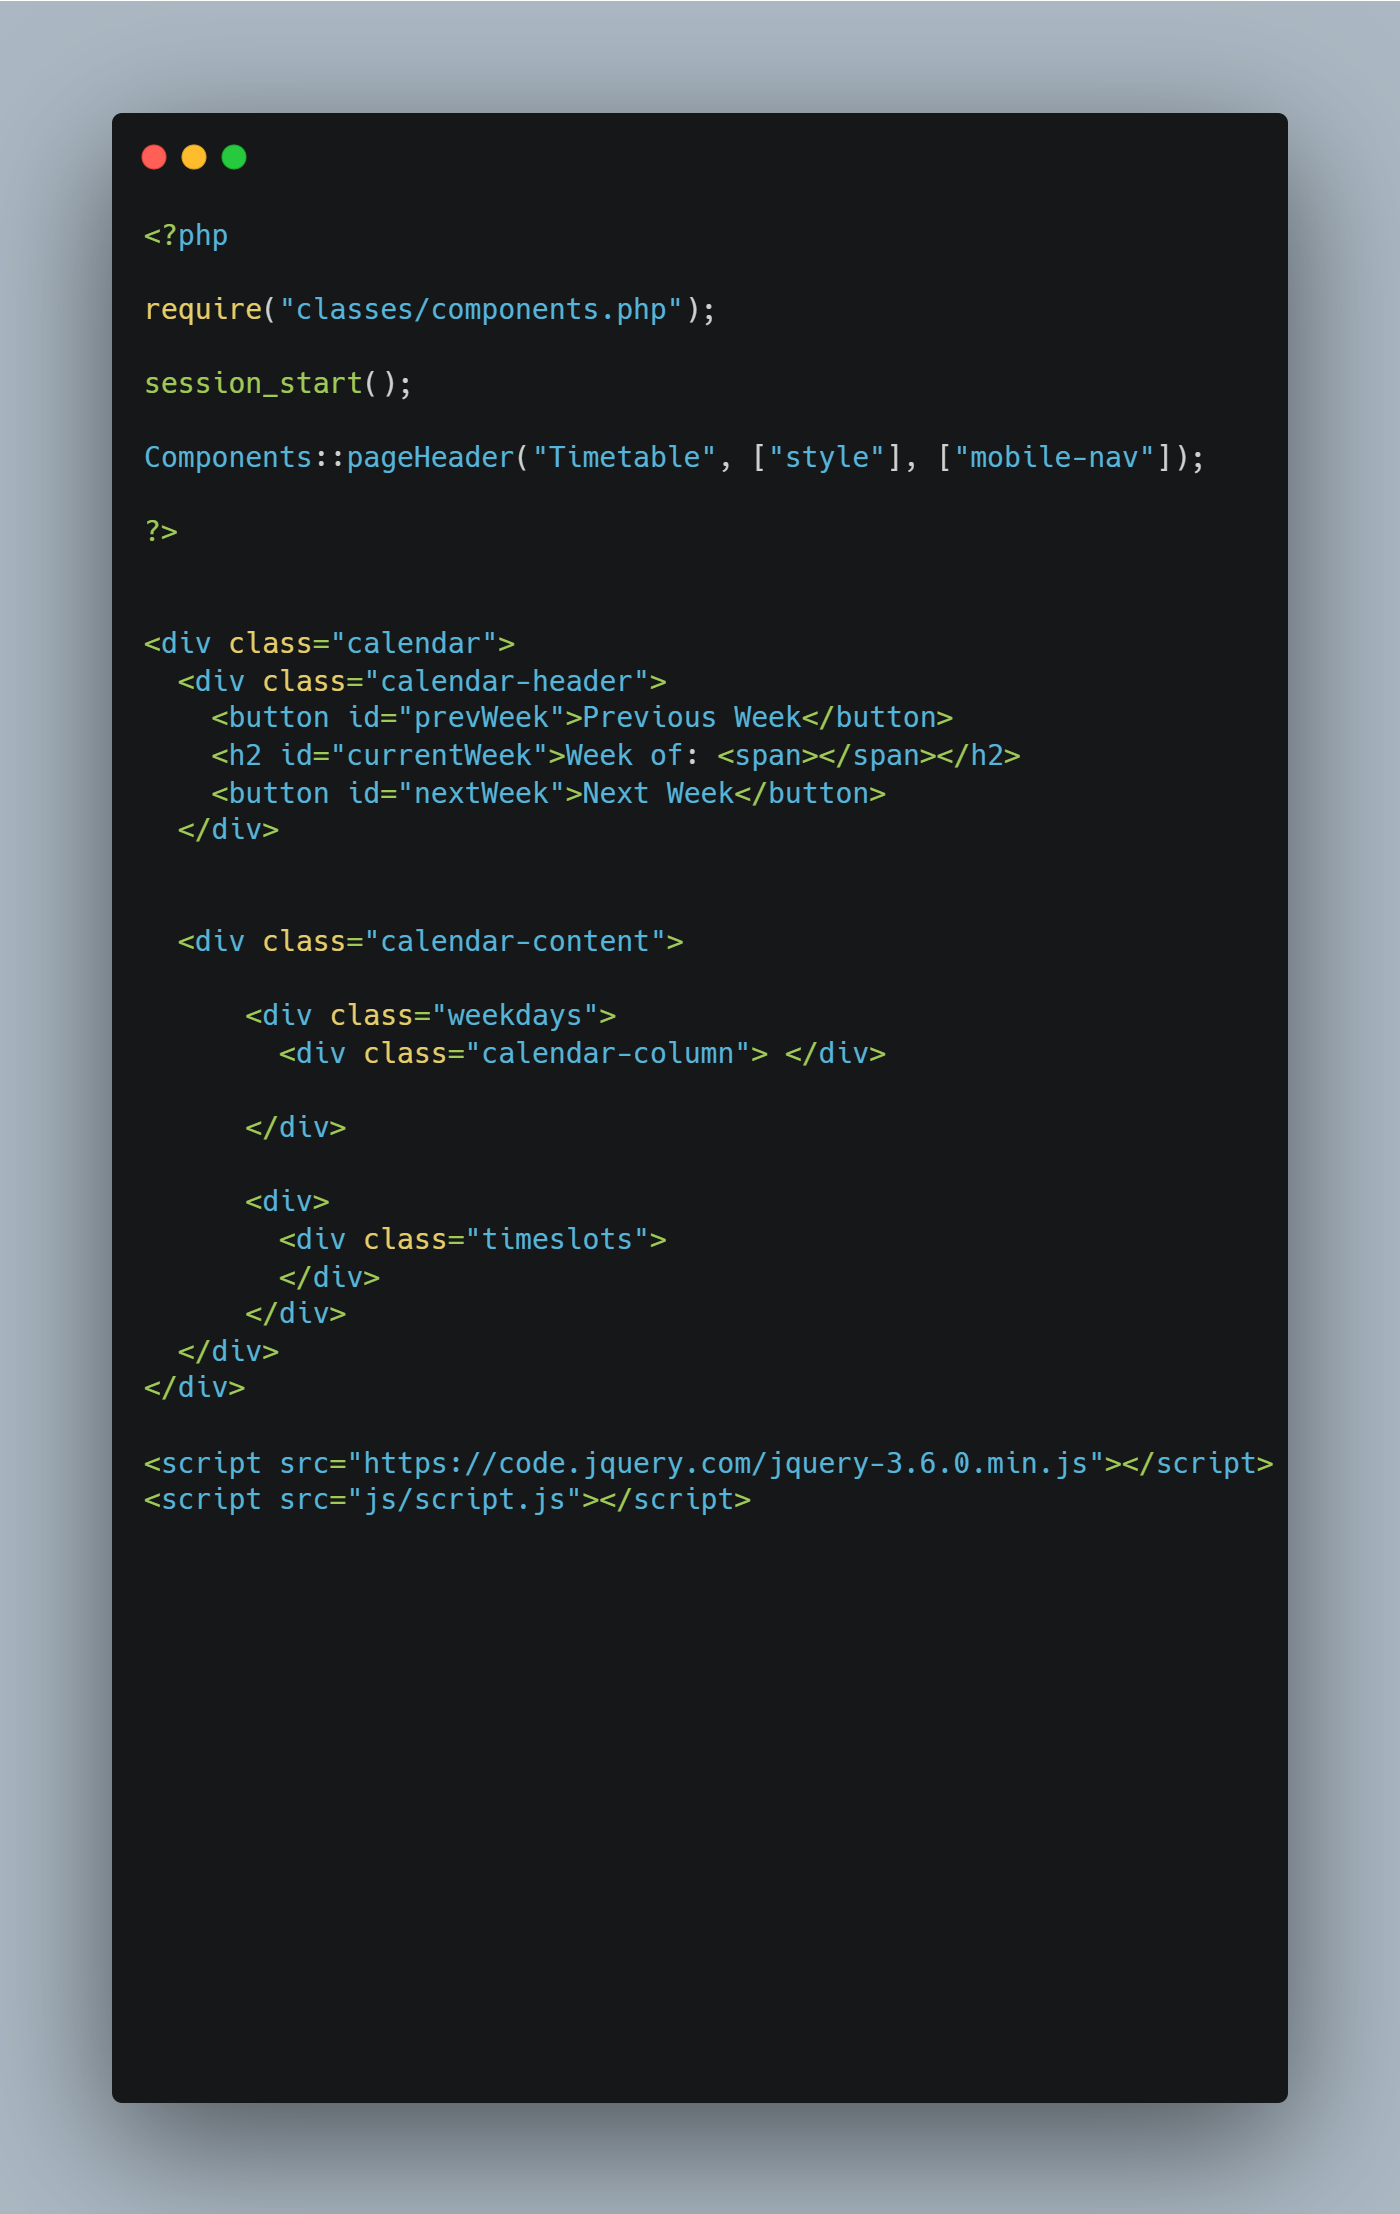 <?php
require("classes/components.php");
session_start();
Components::pageHeader("Timetable", ["style"], ["mobile-nav"]);
?>
<div class="calendar">
  <div class="calendar-header">
    <button id="prevWeek">Previous Week</button>
    <h2 id="currentWeek">Week of: <span></span></h2>
    <button id="nextWeek">Next Week</button>
  </div>
  <div class="calendar-content">
      <div class="weekdays">
        <div class="calendar-column"> </div>
      </div>
      <div>
        <div class="timeslots">
        </div>
      </div>
  </div>
</div>
<script src="https://code.jquery.com/jquery-3.6.0.min.js"></script>
<script src="js/script.js"></script>